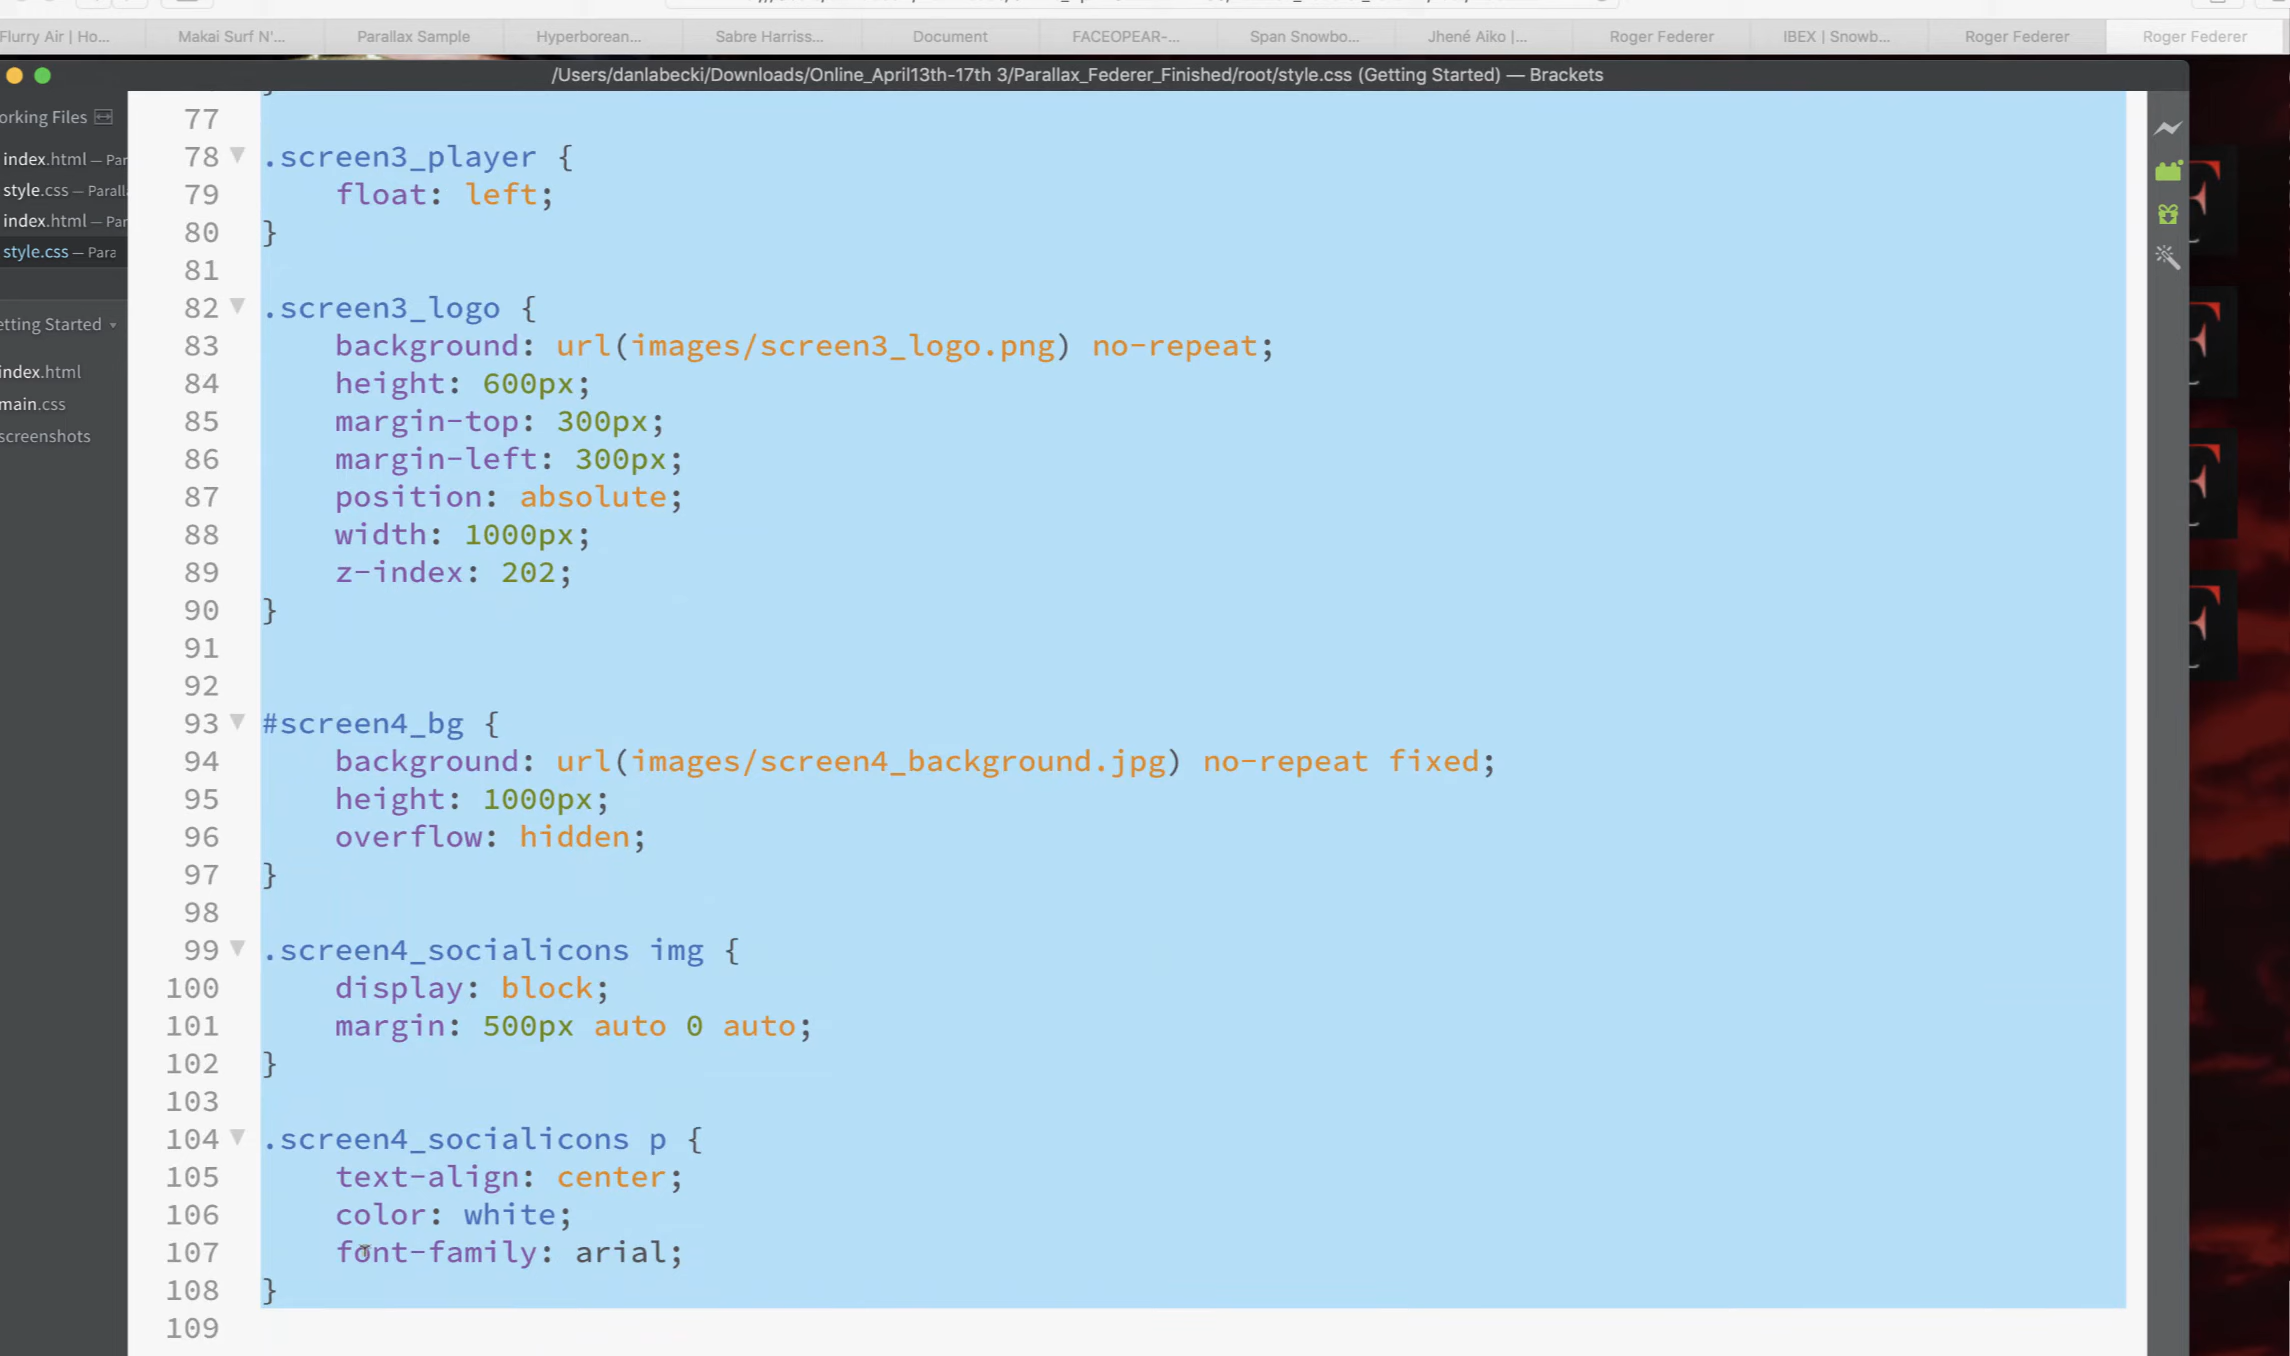 Flurry Air | Ho... Makai Surf N'... Parallax Sample Hyperborean... Sabre Harriss... Document FACEOPEAR-... Span Snowbo... Jhené Aiko |... Roger Federer IBEX | Snowb... Roger Federer Roger Federer
/Users/danlabecki/Downloads/Online_April13th-17th 3/Parallax_Federer_Finished/root/style.css (Getting Started) — Brackets
orking Files
index.html — Par
style.css — Paralla
index.html — Par
style.css — Para
etting Started
index.html
main.css
screenshots
77
78 .screen3_player {
79 float: left;
80 }
81
82 .screen3_logo {
83 background: url(images/screen3_logo.png) no-repeat;
84 height: 600px;
85 margin-top: 300px;
86 margin-left: 300px;
87 position: absolute;
88 width: 1000px;
89 z-index: 202;
90 }
91
92
93 #screen4_bg {
94 background: url(images/screen4_background.jpg) no-repeat fixed;
95 height: 1000px;
96 overflow: hidden;
97 }
98
99 .screen4_socialicons img {
100 display: block;
101 margin: 500px auto 0 auto;
102 }
103
104 .screen4_socialicons p {
105 text-align: center;
106 color: white;
107 font-family: arial;
108 }
109